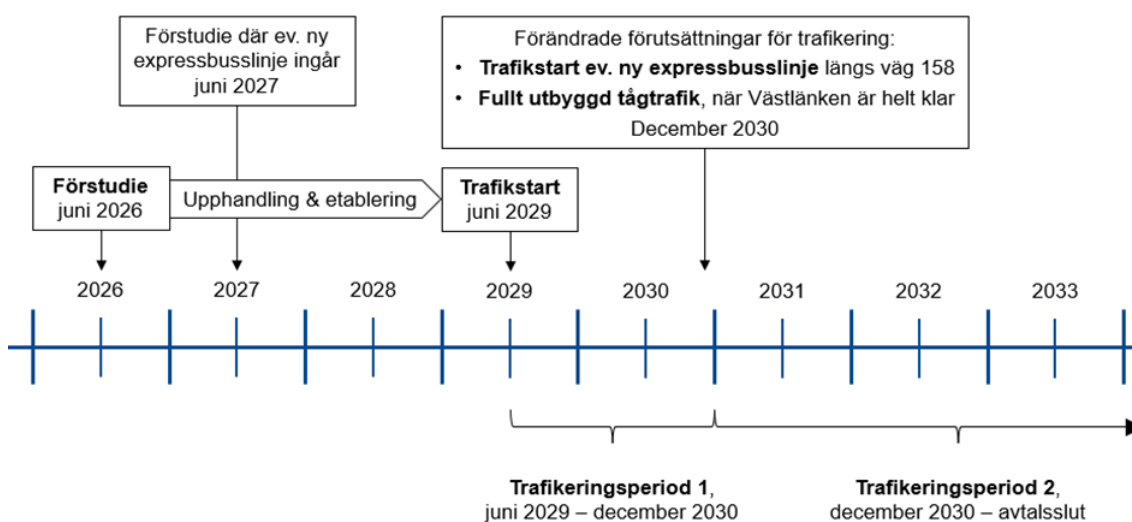 Förstudie där ev. ny
expressbusslinje ingår
juni 2027
Förändrade förutsättningar för trafikering:
• Trafikstart ev. ny expressbusslinje längs väg 158
• Fullt utbyggd tågtrafik, när Västlänken är helt klar
December 2030
Förstudie
juni 2026
Upphandling & etablering
Trafikstart
juni 2029
2026 2027 2028 2029 2030 2031 2032 2033
Trafikeringsperiod 1,
juni 2029 – december 2030
Trafikeringsperiod 2,
december 2030 – avtalsslut